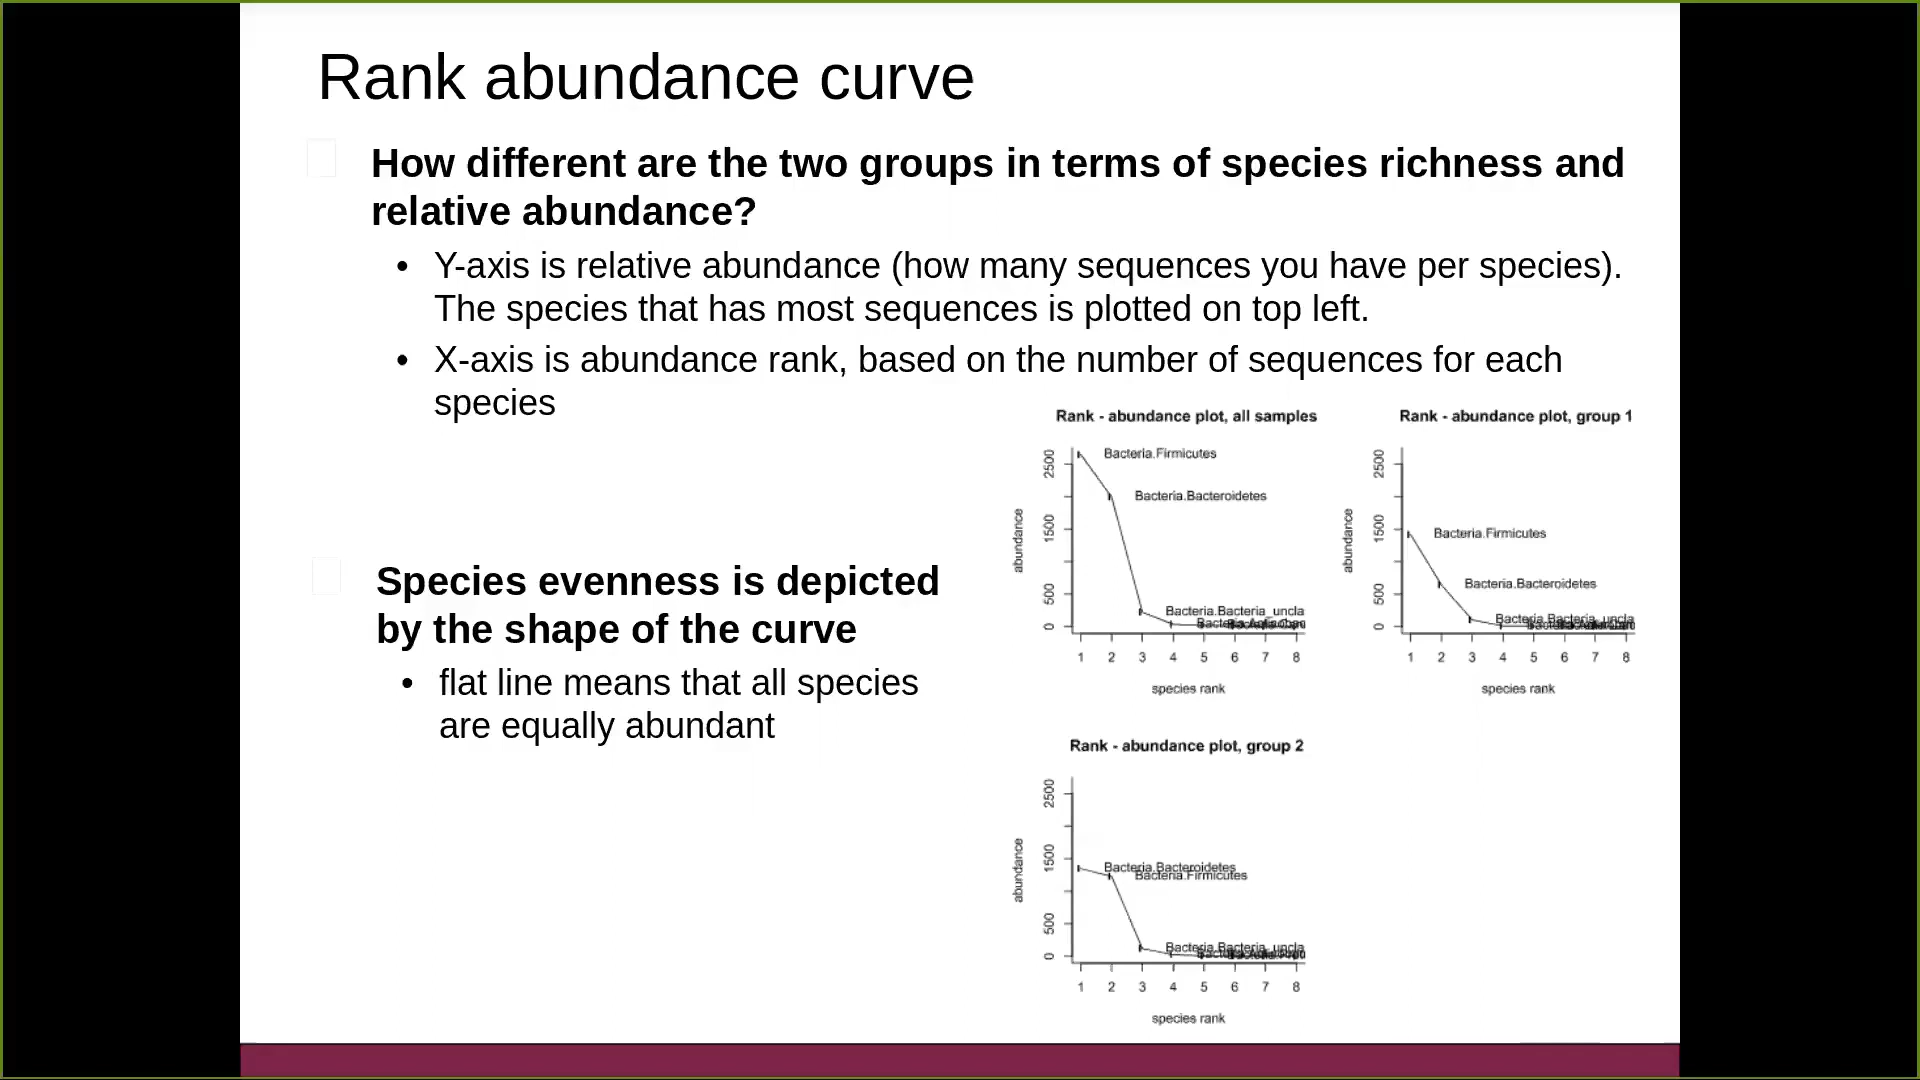 Rank abundance curve
How different are the two groups in terms of species richness and
relative abundance?
• Y-axis is relative abundance (how many sequences you have per species).
The species that has most sequences is plotted on top left.
• X-axis is abundance rank, based on the number of sequences for each
species
Species evenness is depicted
by the shape of the curve
• flat line means that all species
are equally abundant
Rank - abundance plot, all samples
abundance
2500
1500
500
0
Bacteria.Firmicutes
Bacteria.Bacteroidetes
Bacteria.Bacteria_uncla
1 2 3 4 5 6 7 8
species rank
Rank - abundance plot, group 1
abundance
2500
1500
500
0
Bacteria.Firmicutes
Bacteria.Bacteroidetes
Bacteria.Bacteria_uncla
1 2 3 4 5 6 7 8
species rank
Rank - abundance plot, group 2
abundance
2500
1500
500
0
Bacteria.Bacteroidetes
Bacteria.Firmicutes
Bacteria.Bacteria_uncla
1 2 3 4 5 6 7 8
species rank